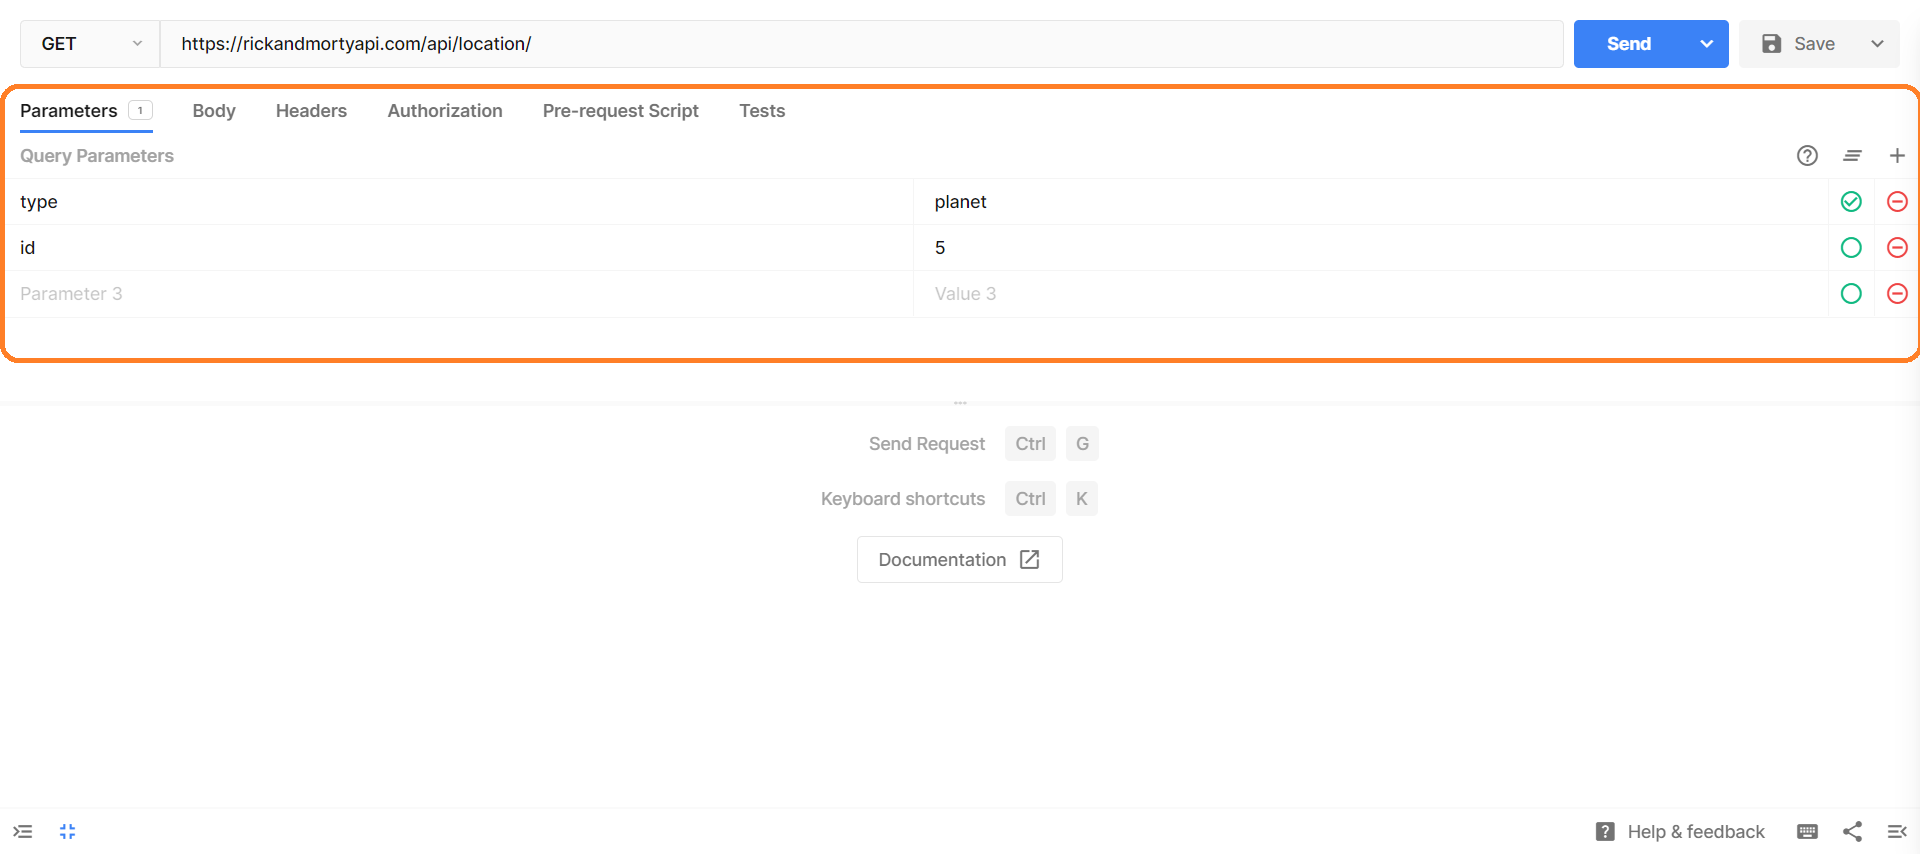 GET https://rickandmortyapi.com/api/location/ Send Save
Parameters 1 Body Headers Authorization Pre-request Script Tests
Query Parameters
type planet
id 5
Parameter 3 Value 3
Send Request Ctrl G
Keyboard shortcuts Ctrl K
Documentation
Help & feedback